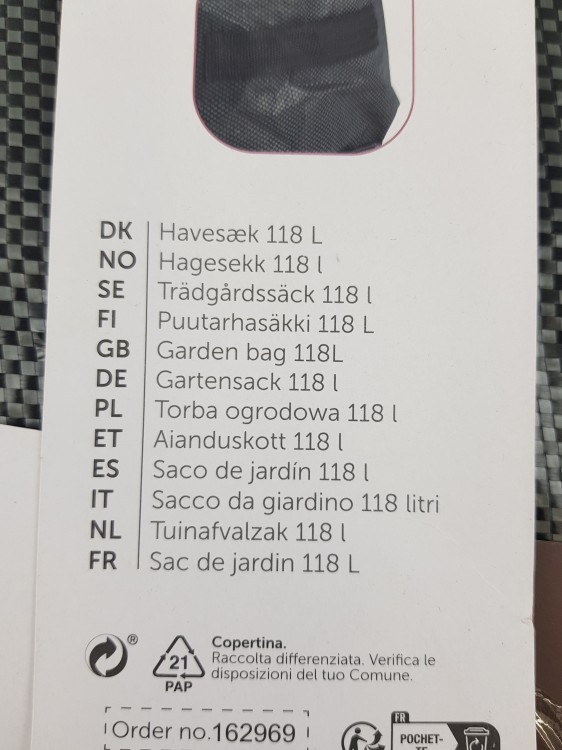 DK Havesæk 118 L
NO Hagesekk 118 l
SE Trädgårdssäck 118 l
FI Puutarhasäkki 118 L
GB Garden bag 118L
DE Gartensack 118 l
PL Torba ogrodowa 118 l
ET Aianduskott 118 l
ES Saco de jardín 118 l
IT Sacco da giardino 118 litri
NL Tuinafvalzak 118 l
FR Sac de jardin 118 L
®
21
PAP
Copertina.
Raccolta differenziata. Verifica le
disposizioni del tuo Comune.
Order no.162969
FR
POCHET-
TE